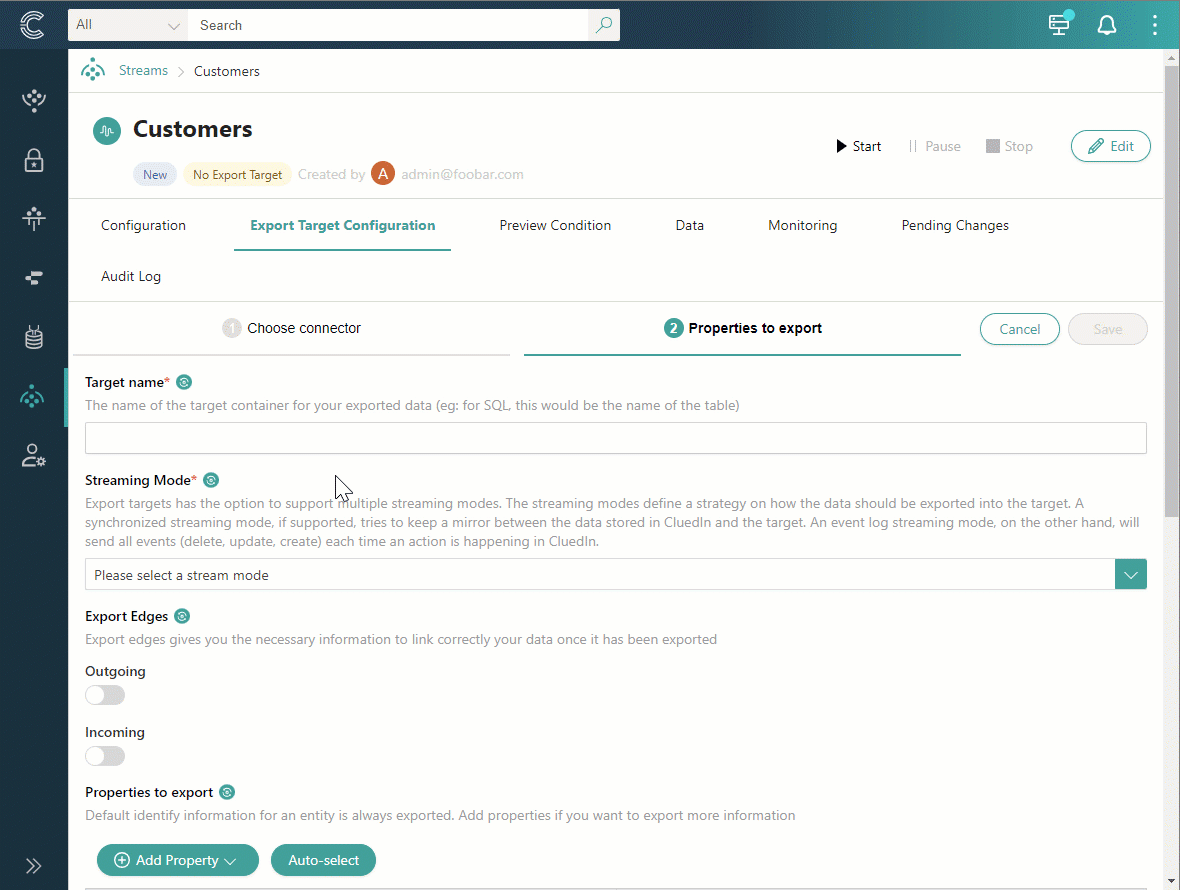 All
Search
Streams > Customers
Customers
New
No Export Target
Created by A admin@foobar.com
Start
Pause
Stop
Edit
Configuration
Export Target Configuration
Preview Condition
Data
Monitoring
Pending Changes
Audit Log
1 Choose connector
2 Properties to export
Cancel
Save
Target name*
The name of the target container for your exported data (eg: for SQL, this would be the name of the table)
Streaming Mode*
Export targets has the option to support multiple streaming modes. The streaming modes define a strategy on how the data should be exported into the target. A
synchronized streaming mode, if supported, tries to keep a mirror between the data stored in CluedIn and the target. An event log streaming mode, on the other hand, will
send all events (delete, update, create) each time an action is happening in CluedIn.
Please select a stream mode
Export Edges
Export edges gives you the necessary information to link correctly your data once it has been exported
Outgoing
Incoming
Properties to export
Default identify information for an entity is always exported. Add properties if you want to export more information
Add Property
Auto-select